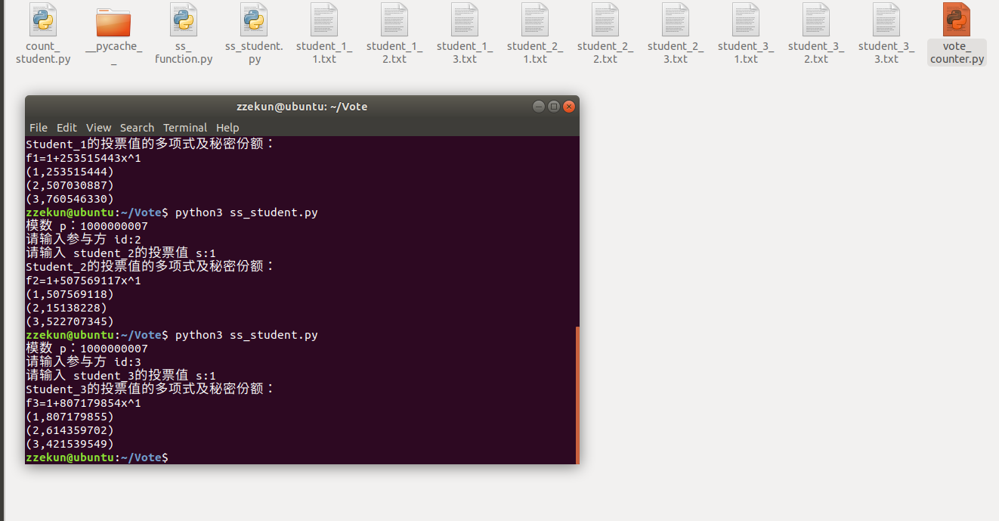 count_
student.py
__pycache_
_
ss_
function.py
ss_student.
py
student_1_
1.txt
student_1_
2.txt
student_1_
3.txt
student_2_
1.txt
student_2_
2.txt
student_2_
3.txt
student_3_
1.txt
student_3_
2.txt
student_3_
3.txt
vote_
counter.py
zzekun@ubuntu: ~/Vote
File Edit View Search Terminal Help
Student_1的投票值的多项式及秘密份额：
f1=1+253515443x^1
(1,253515444)
(2,507030887)
(3,760546330)
zzekun@ubuntu:~/Vote$ python3 ss_student.py
模数 p：1000000007
请输入参与方 id:2
请输入 student_2的投票值 s:1
Student_2的投票值的多项式及秘密份额：
f2=1+507569117x^1
(1,507569118)
(2,15138228)
(3,522707345)
zzekun@ubuntu:~/Vote$ python3 ss_student.py
模数 p：1000000007
请输入参与方 id:3
请输入 student_3的投票值 s:1
Student_3的投票值的多项式及秘密份额：
f3=1+807179854x^1
(1,807179855)
(2,614359702)
(3,421539549)
zzekun@ubuntu:~/Vote$